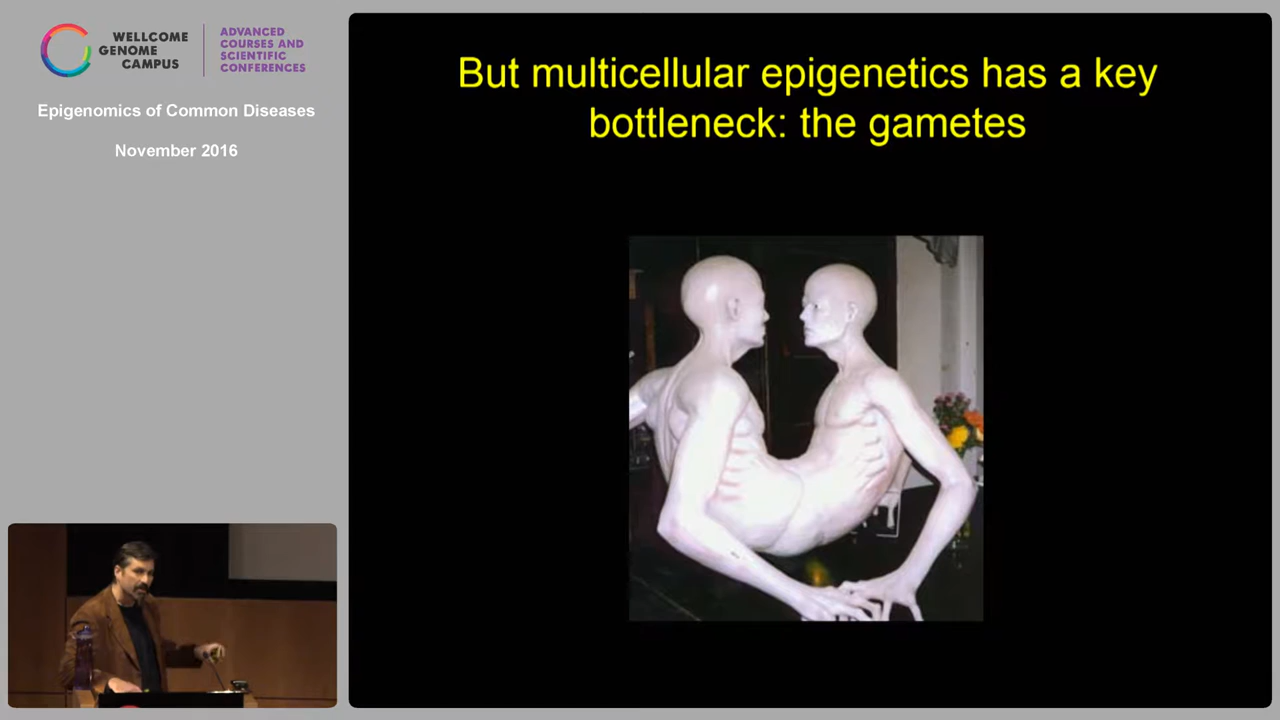 WELLCOME
GENOME
CAMPUS
ADVANCED
COURSES AND
SCIENTIFIC
CONFERENCES
Epigenomics of Common Diseases
November 2016
But multicellular epigenetics has a key
bottleneck: the gametes